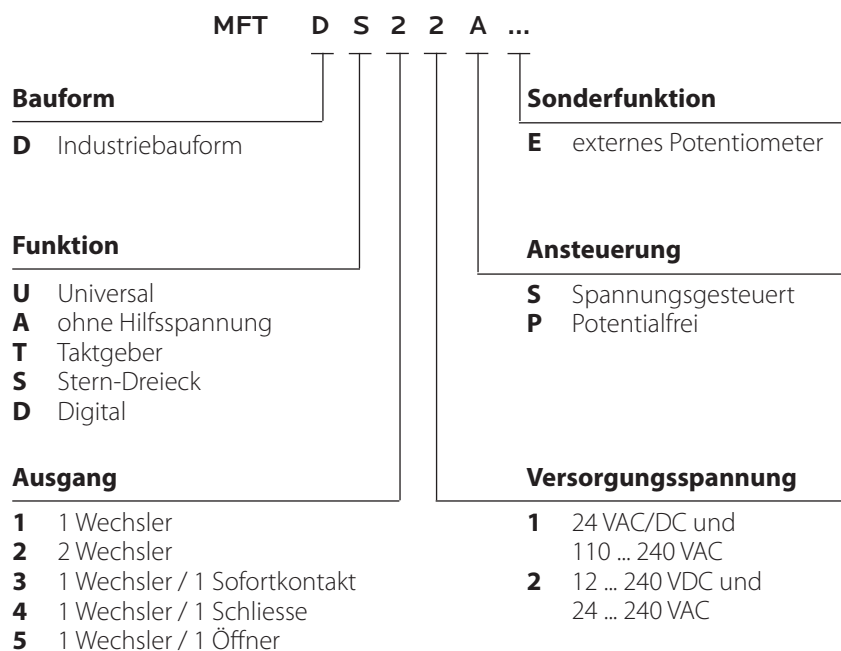 MFT D S 2 2 A ...
Bauform
D Industriebauform
Funktion
U Universal
A ohne Hilfsspannung
T Taktgeber
S Stern-Dreieck
D Digital
Ausgang
1 1 Wechsler
2 2 Wechsler
3 1 Wechsler / 1 Sofortkontakt
4 1 Wechsler / 1 Schliesse
5 1 Wechsler / 1 Öffner
Sonderfunktion
E externes Potentiometer
Ansteuerung
S Spannungsgesteuert
P Potentialfrei
Versorgungsspannung
1 24 VAC/DC und
110 ... 240 VAC
2 12 ... 240 VDC und
24 ... 240 VAC